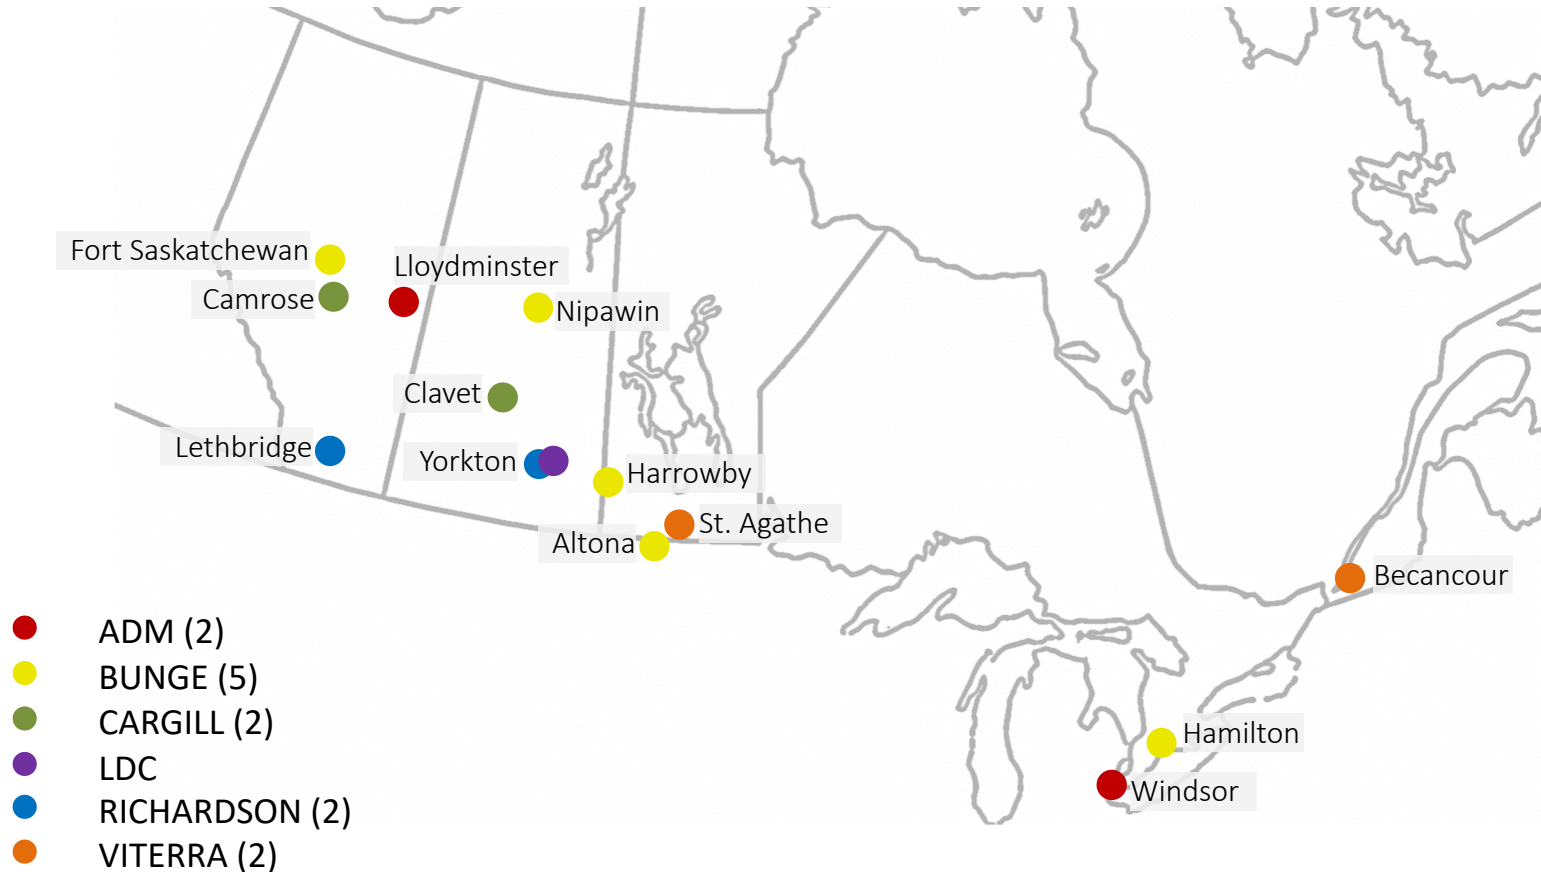 Fort Saskatchewan
Lloydminster
Camrose
Nipawin
Clavet
Lethbridge
Yorkton
Harrowby
St. Agathe
Altona
Becancour
ADM (2)
BUNGE (5)
CARGILL (2)
LDC
RICHARDSON (2)
VITERRA (2)
Hamilton
Windsor